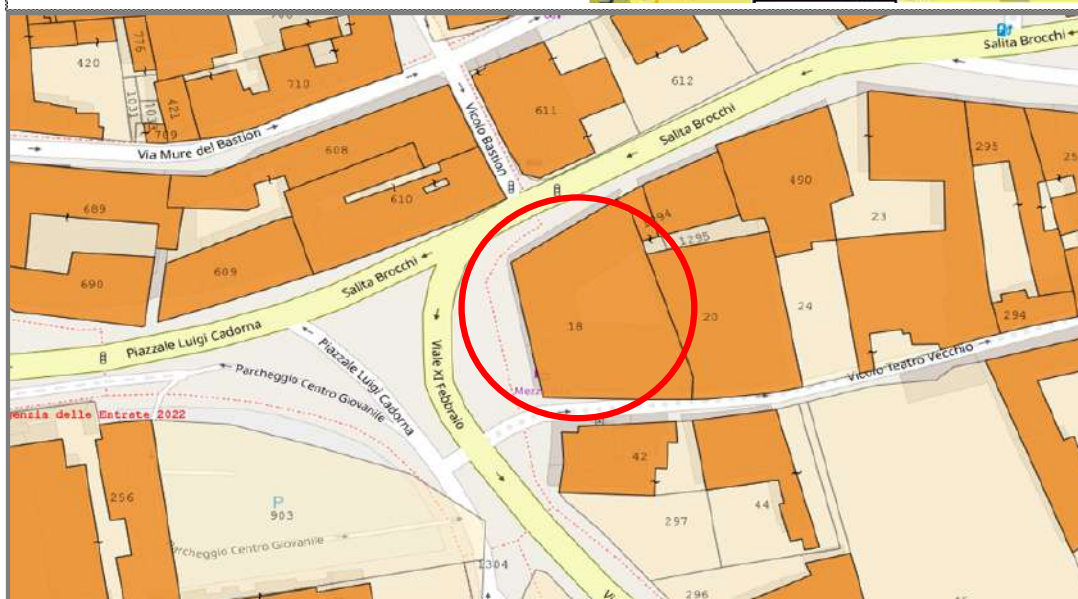 420
776
1031
421
709
710
611
612
Salita Brocchi
Via Mure del Bastion
Vicolo Bastion
Salita Brocchi
608
610
490
295
689
690
609
Salita Brocchi
1295
23
18
20
24
294
Piazzale Luigi Cadorna
Piazzale Luigi Cadorna
Parcheggio Centro Giovanile
Viale XI Febbraio
Vicolo Teatro Vecchio
enzia delle Entrate 2022
256
P
903
Parcheggio Centro Giovanile
42
44
297
1304
296